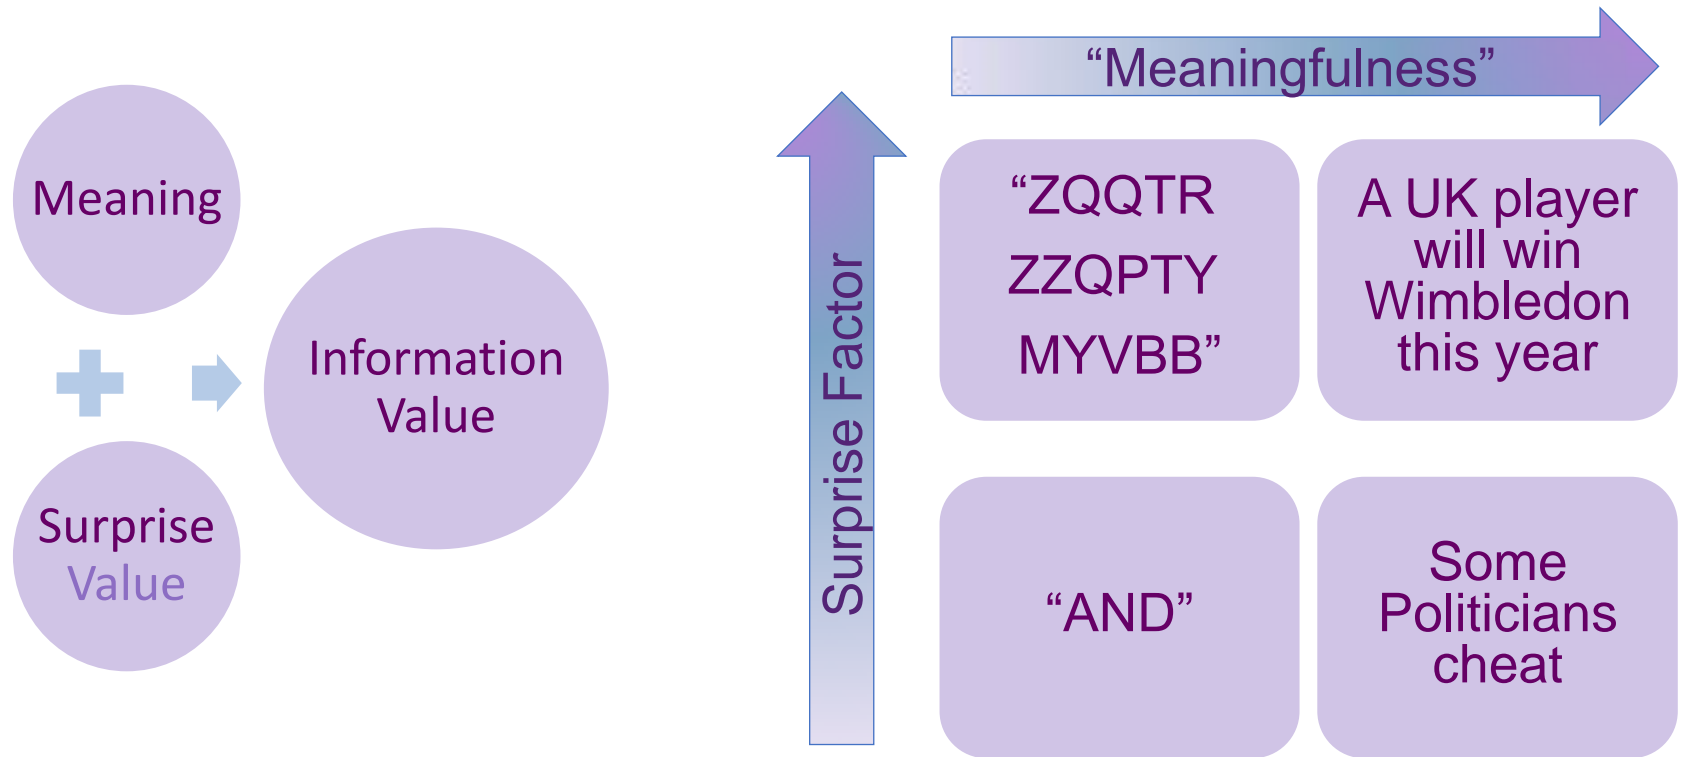 Meaning
Surprise
Value
Information
Value
“Meaningfulness”
Surprise Factor
“ZQQTR
ZZQPTY
MYVBB”
A UK player
will win
Wimbledon
this year
“AND”
Some
Politicians
cheat